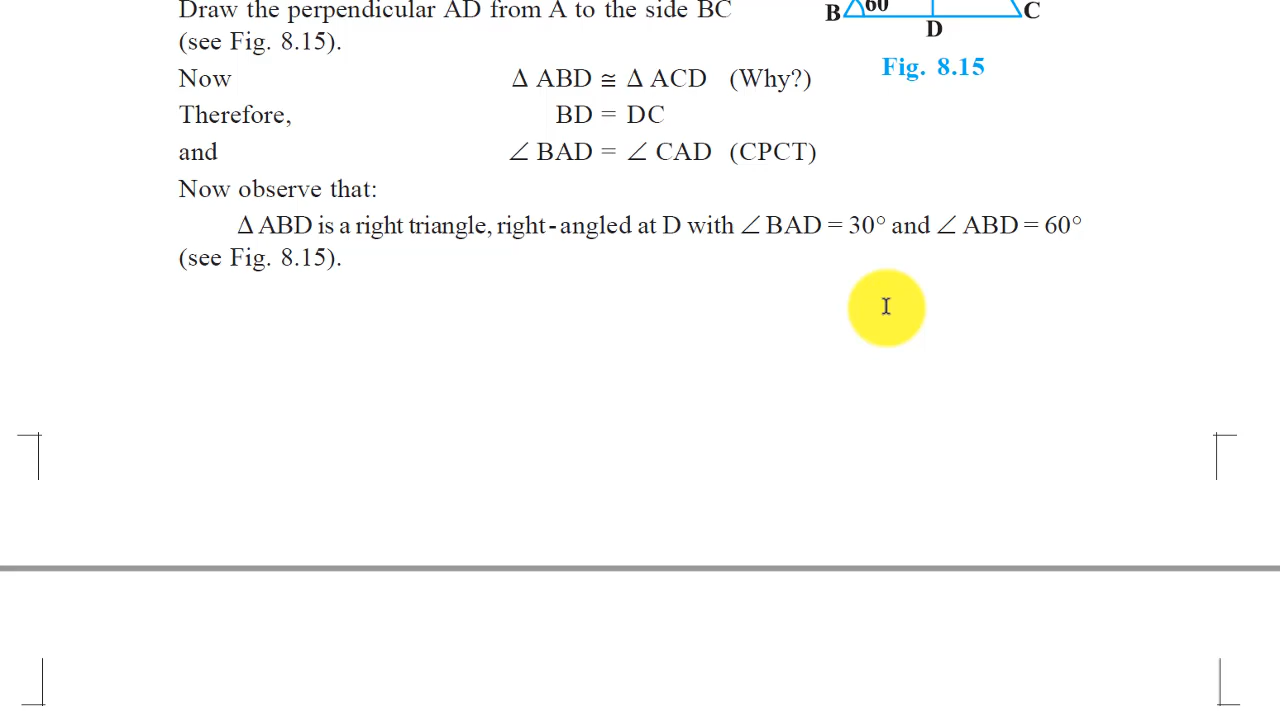 Draw the perpendicular AD from A to the side BC
(see Fig. 8.15).
B 60 C
D
Fig. 8.15
Now Δ ABD ≅ Δ ACD (Why?)
Therefore, BD = DC
and ∠ BAD = ∠ CAD (CPCT)
Now observe that:
Δ ABD is a right triangle, right-angled at D with ∠ BAD = 30° and ∠ ABD = 60°
(see Fig. 8.15).